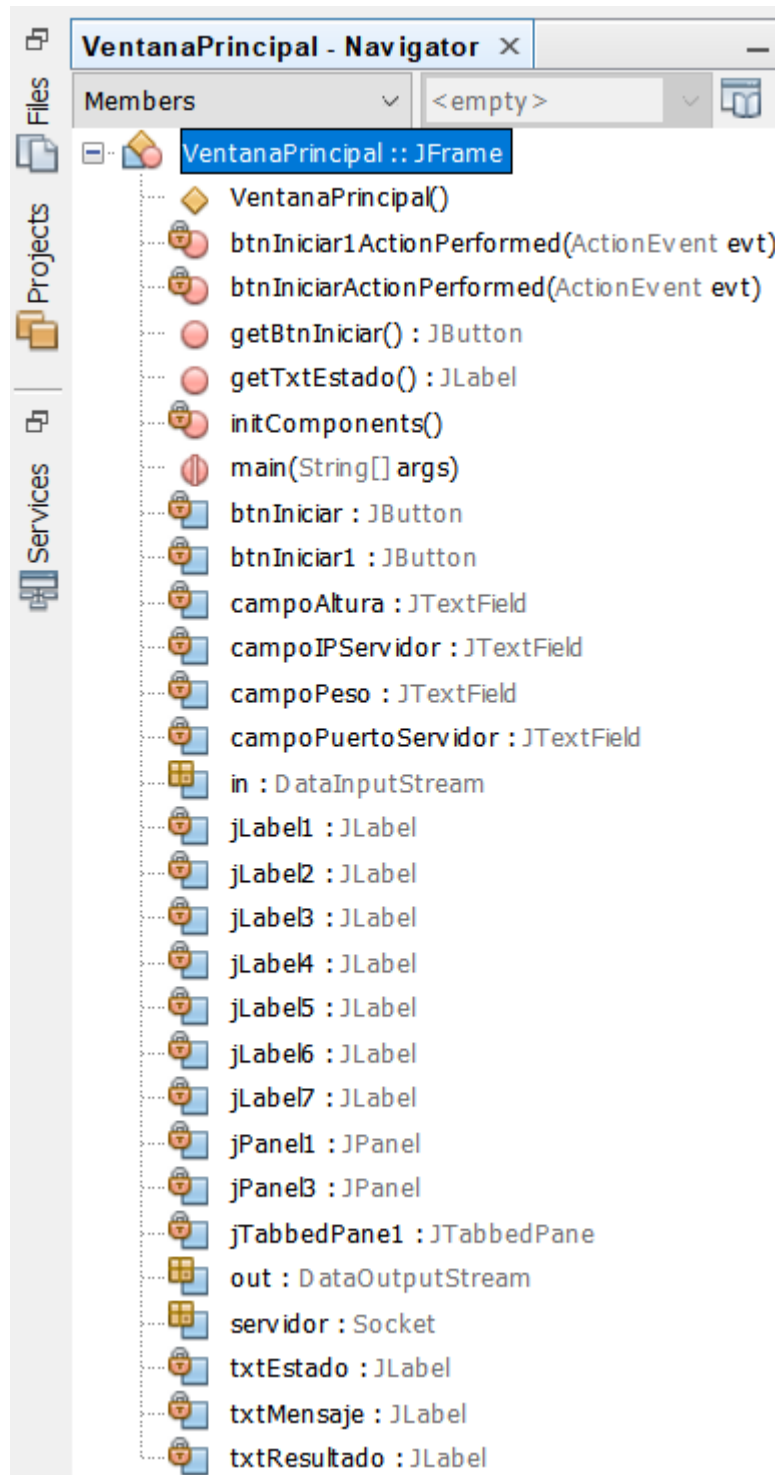 VentanaPrincipal - Navigator
Members
<empty>
Files
Projects
Services
VentanaPrincipal :: JFrame
VentanaPrincipal()
btnIniciar1ActionPerformed(ActionEvent evt)
btnIniciarActionPerformed(ActionEvent evt)
getBtnIniciar() : JButton
getTxtEstado() : JLabel
initComponents()
main(String[] args)
btnIniciar : JButton
btnIniciar1 : JButton
campoAltura : JTextField
campoIPServidor : JTextField
campoPeso : JTextField
campoPuertoServidor : JTextField
in : DataInputStream
jLabel1 : JLabel
jLabel2 : JLabel
jLabel3 : JLabel
jLabel4 : JLabel
jLabel5 : JLabel
jLabel6 : JLabel
jLabel7 : JLabel
jPanel1 : JPanel
jPanel3 : JPanel
jTabbedPane1 : JTabbedPane
out : DataOutputStream
servidor : Socket
txtEstado : JLabel
txtMensaje : JLabel
txtResultado : JLabel